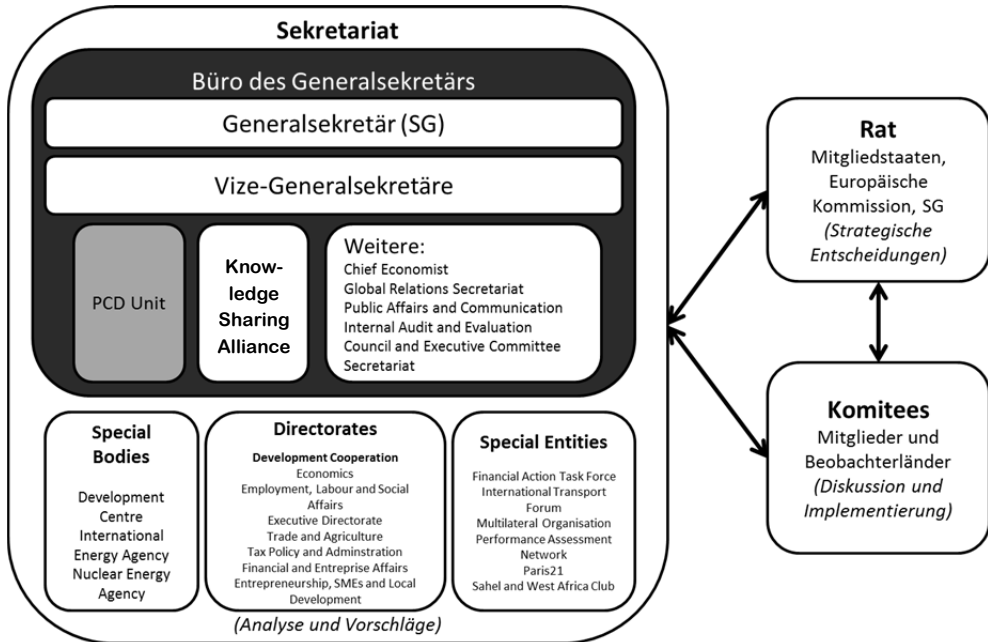 Sekretariat
Büro des Generalsekretärs
Generalsekretär (SG)
Vize-Generalsekretäre
PCD Unit
Know-
ledge
Sharing
Alliance
Weitere:
Chief Economist
Global Relations Secretariat
Public Affairs and Communication
Internal Audit and Evaluation
Council and Executive Committee
Secretariat
Special
Bodies
Development
Centre
International
Energy Agency
Nuclear Energy
Agency
Directorates
Development Cooperation
Economics
Employment, Labour and Social
Affairs
Executive Directorate
Trade and Agriculture
Tax Policy and Adminstration
Financial and Entreprise Affairs
Entrepreneurship, SMEs and Local
Development
Special Entities
Financial Action Task Force
International Transport
Forum
Multilateral Organisation
Performance Assessment
Network
Paris21
Sahel and West Africa Club
(Analyse und Vorschläge)
Rat
Mitgliedstaaten,
Europäische
Kommission, SG
(Strategische
Entscheidungen)
Komitees
Mitglieder und
Beobachterländer
(Diskussion und
Implementierung)